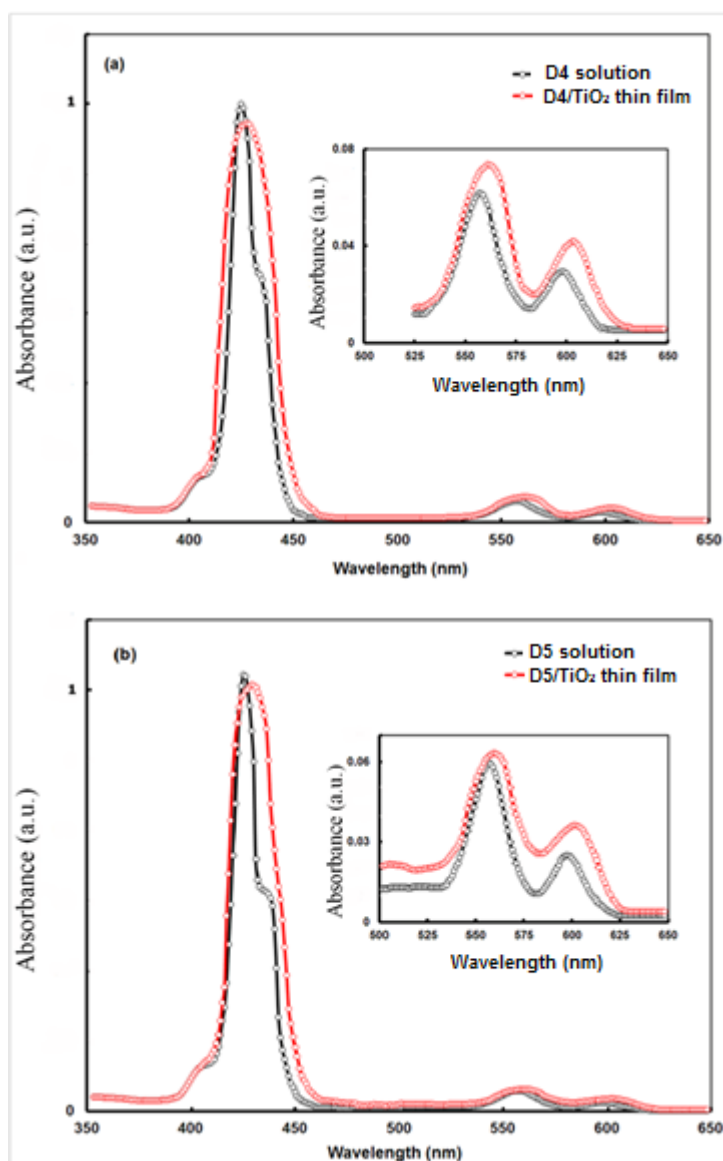 (a)
D4 solution
D4/TiO₂ thin film
1
0
Absorbance (a.u.)
350 400 450 500 550 600 650
Wavelength (nm)
0.08
0.04
0
Absorbance (a.u.)
500 525 550 575 600 625 650
Wavelength (nm)
(b)
D5 solution
D5/TiO₂ thin film
1
0
Absorbance (a.u.)
350 400 450 500 550 600 650
Wavelength (nm)
0.06
0.03
0
Absorbance (a.u.)
500 525 550 575 600 625 650
Wavelength (nm)